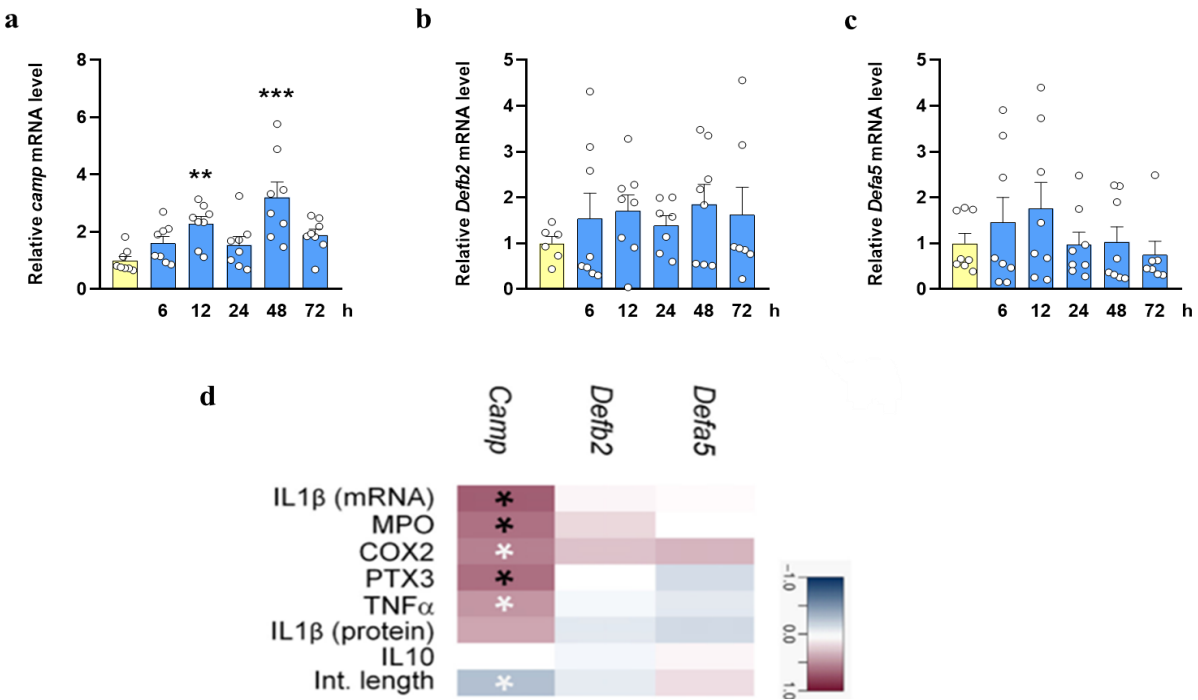 a
b
c
Relative camp mRNA level
8
6
4
2
0
**
***
6 12 24 48 72 h
Relative Defb2 mRNA level
5
4
3
2
1
0
6 12 24 48 72 h
Relative Defa5 mRNA level
5
4
3
2
1
0
6 12 24 48 72 h
d
Camp
Defb2
Defa5
IL1β (mRNA) *
MPO *
COX2 *
PTX3 *
TNFα *
IL1β (protein)
IL10
Int. length *
-1.0
0.0
1.0